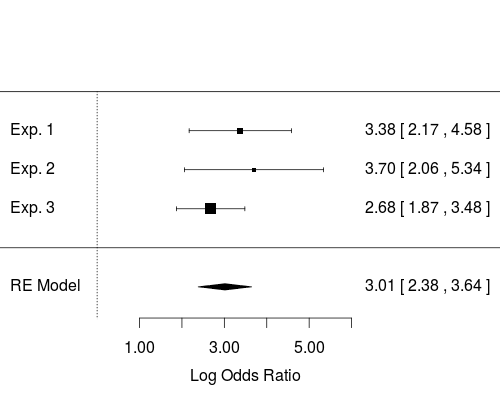 Exp. 1 3.38 [ 2.17 , 4.58 ]
Exp. 2 3.70 [ 2.06 , 5.34 ]
Exp. 3 2.68 [ 1.87 , 3.48 ]
RE Model 3.01 [ 2.38 , 3.64 ]
1.00 3.00 5.00
Log Odds Ratio